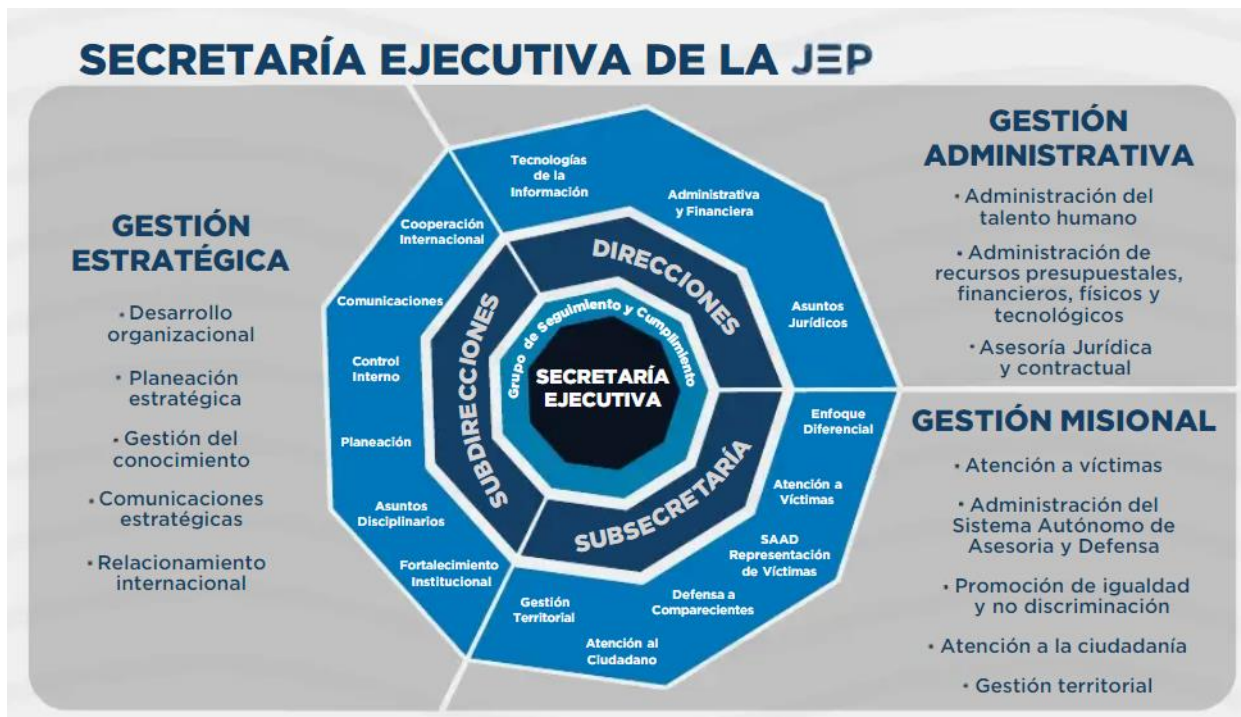 SECRETARÍA EJECUTIVA DE LA JEP
GESTIÓN
ESTRATÉGICA
• Desarrollo
organizacional
• Planeación
estratégica
• Gestión del
conocimiento
• Comunicaciones
estratégicas
• Relacionamiento
internacional
Tecnologías
de la
Información
Administrativa
y Financiera
Asuntos
Jurídicos
DIRECCIONES
Cooperación
Internacional
Comunicaciones
Control
Interno
Planeación
Asuntos
Disciplinarios
Fortalecimiento
Institucional
SUBDIRECCIONES
Grupo de Seguimiento y Cumplimiento
SECRETARÍA
EJECUTIVA
SUBSECRETARÍA
Enfoque
Diferencial
Atención a
Víctimas
SAAD
Representación
de Víctimas
Defensa a
Comparecientes
Gestión
Territorial
Atención al
Ciudadano
GESTIÓN
ADMINISTRATIVA
• Administración del
talento humano
• Administración de
recursos presupuestales,
financieros, físicos y
tecnológicos
• Asesoría Jurídica
y contractual
GESTIÓN MISIONAL
• Atención a víctimas
• Administración del
Sistema Autónomo de
Asesoria y Defensa
• Promoción de igualdad
y no discriminación
• Atención a la ciudadanía
• Gestión territorial